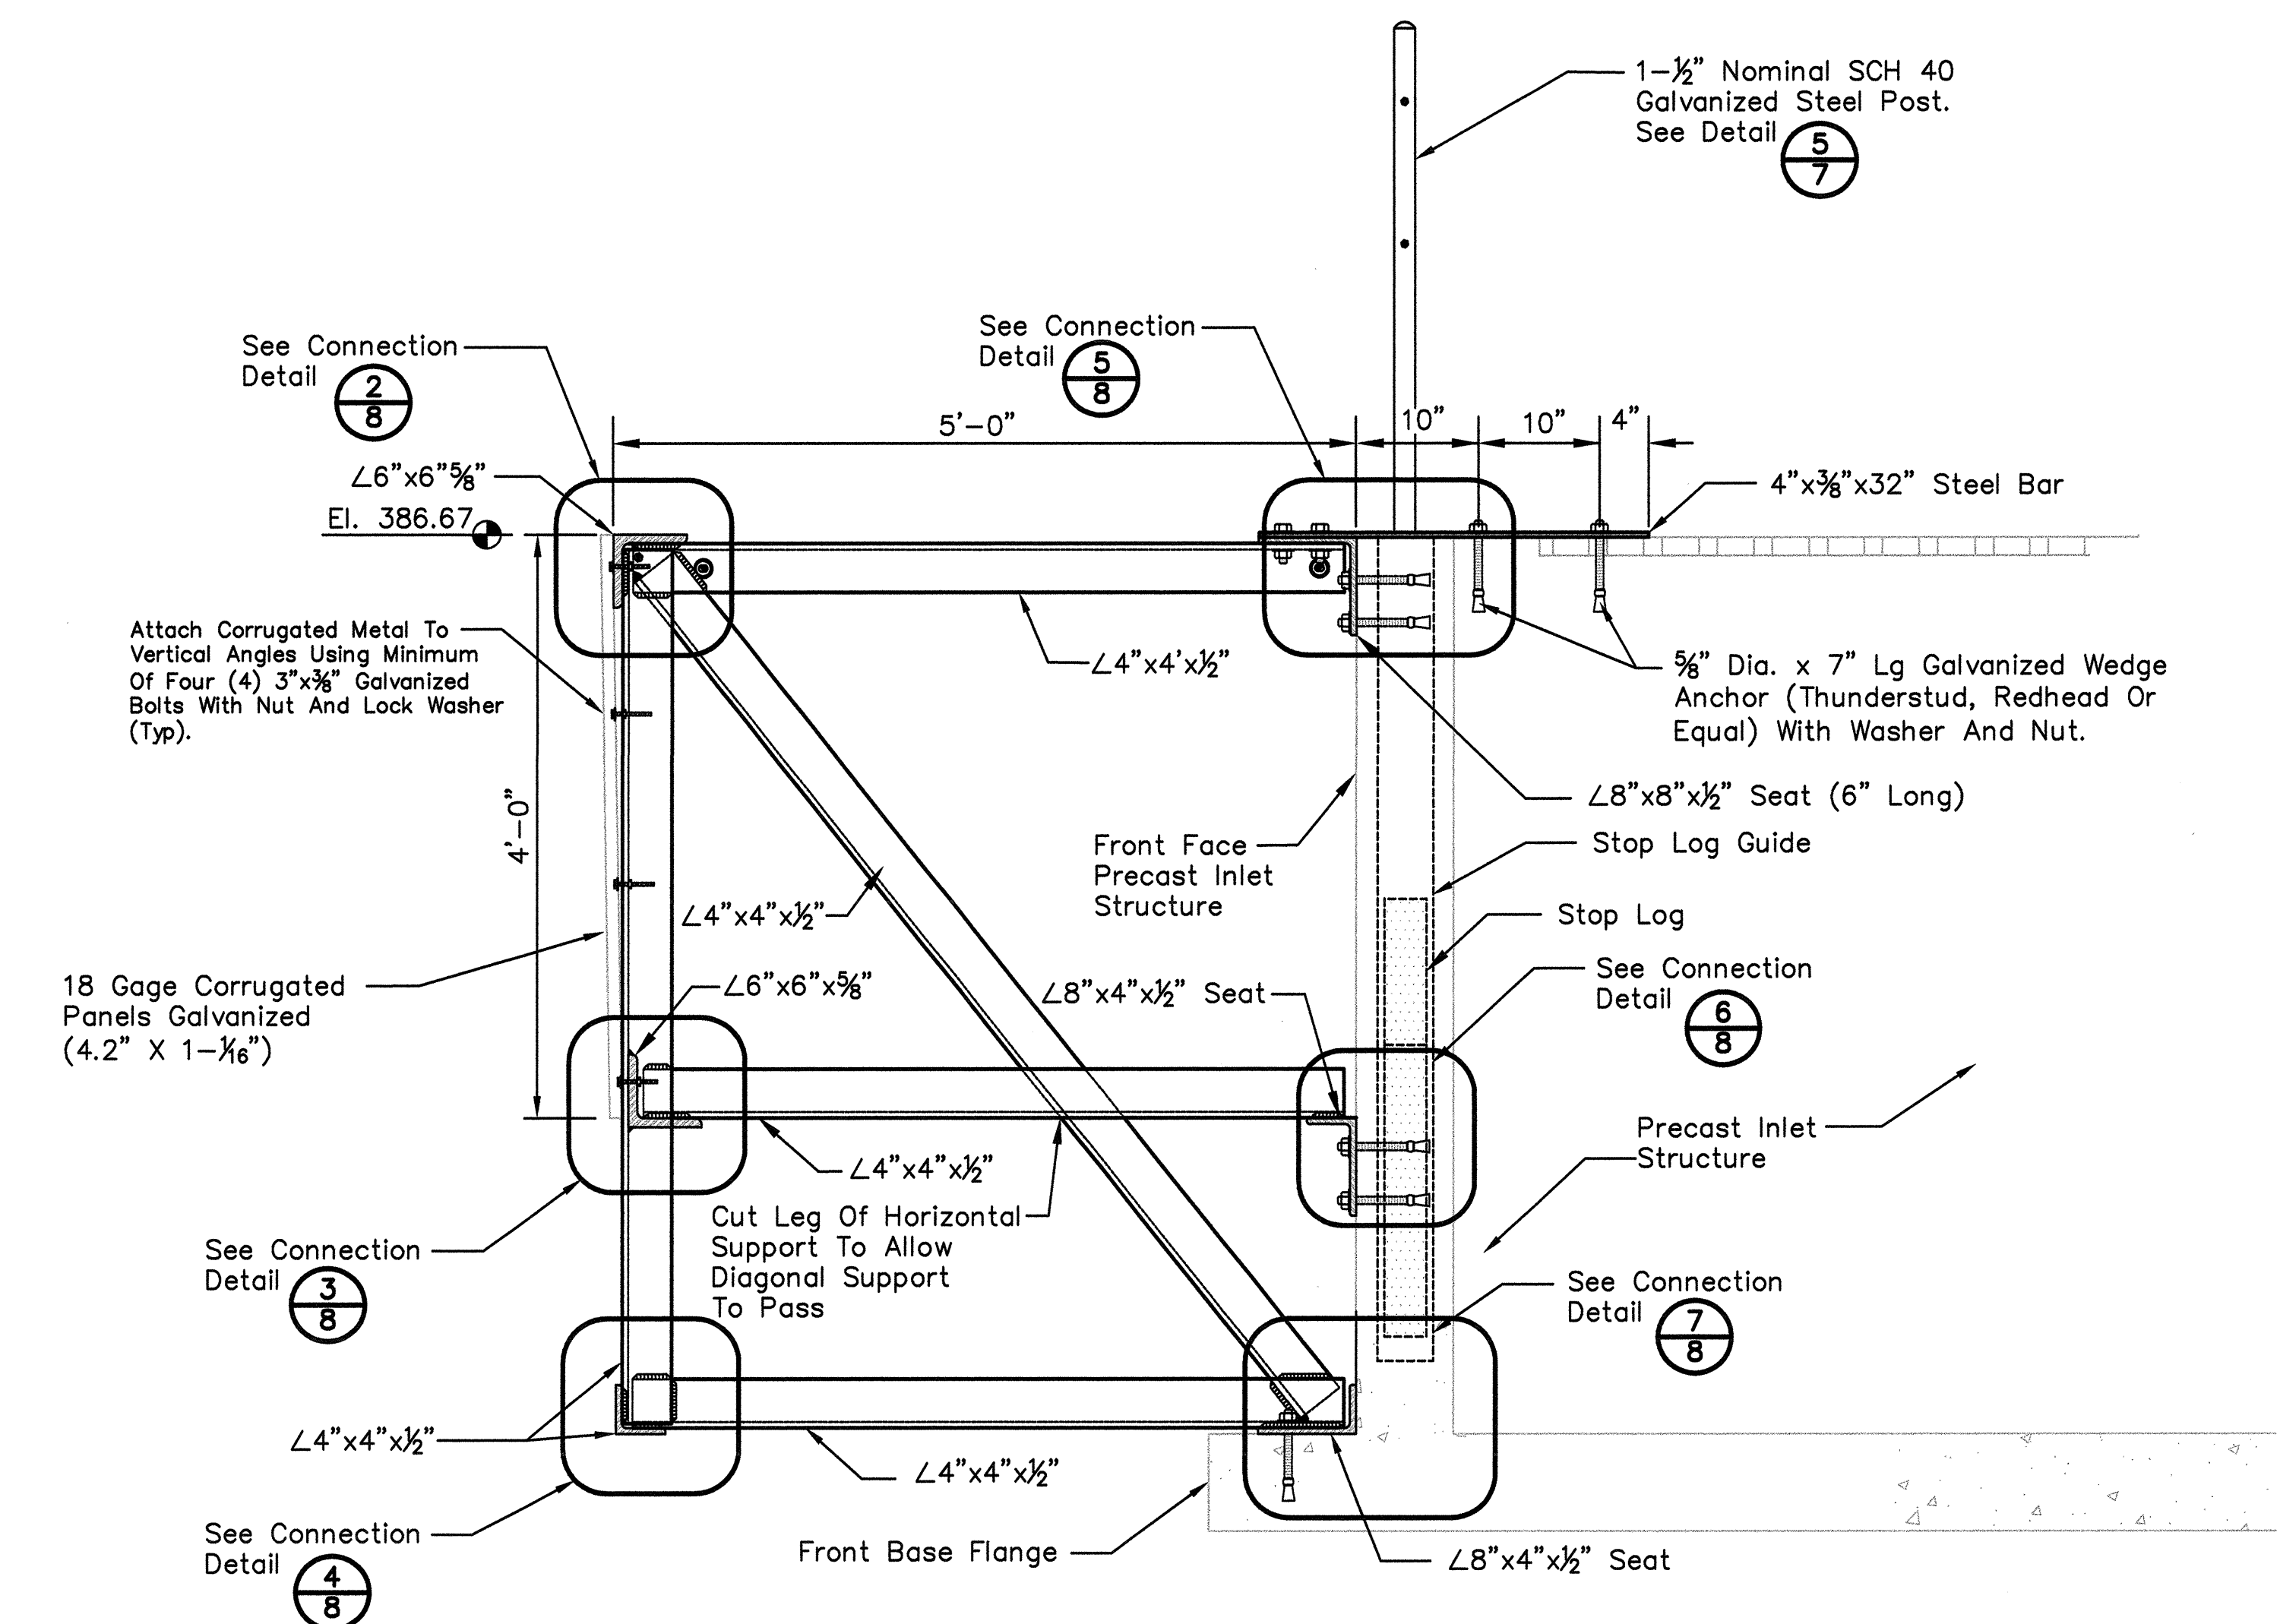 1-½" Nominal SCH 40
Galvanized Steel Post.
See Detail
5
7
See Connection
Detail
5
8
See Connection
Detail
2
8
5'-0"
10"
10"
4"
∠6"x6"⅝"
El. 386.67
4"x⅜"x32" Steel Bar
Attach Corrugated Metal To
Vertical Angles Using Minimum
Of Four (4) 3"x⅜" Galvanized
Bolts With Nut And Lock Washer
(Typ).
∠4"x4'x½"
⅝" Dia. x 7" Lg Galvanized Wedge
Anchor (Thunderstud, Redhead Or
Equal) With Washer And Nut.
4'-0"
∠8"x8"x½" Seat (6" Long)
Front Face
Precast Inlet
Structure
Stop Log Guide
∠4"x4"x½"
Stop Log
18 Gage Corrugated
Panels Galvanized
(4.2" X 1-1⁄16")
∠6"x6"x⅝"
∠8"x4"x½" Seat
See Connection
Detail
6
8
Precast Inlet
Structure
∠4"x4"x½"
Cut Leg Of Horizontal
Support To Allow
Diagonal Support
To Pass
See Connection
Detail
3
8
See Connection
Detail
7
8
∠4"x4"x½"
∠4"x4"x½"
See Connection
Detail
4
8
Front Base Flange
∠8"x4"x½" Seat